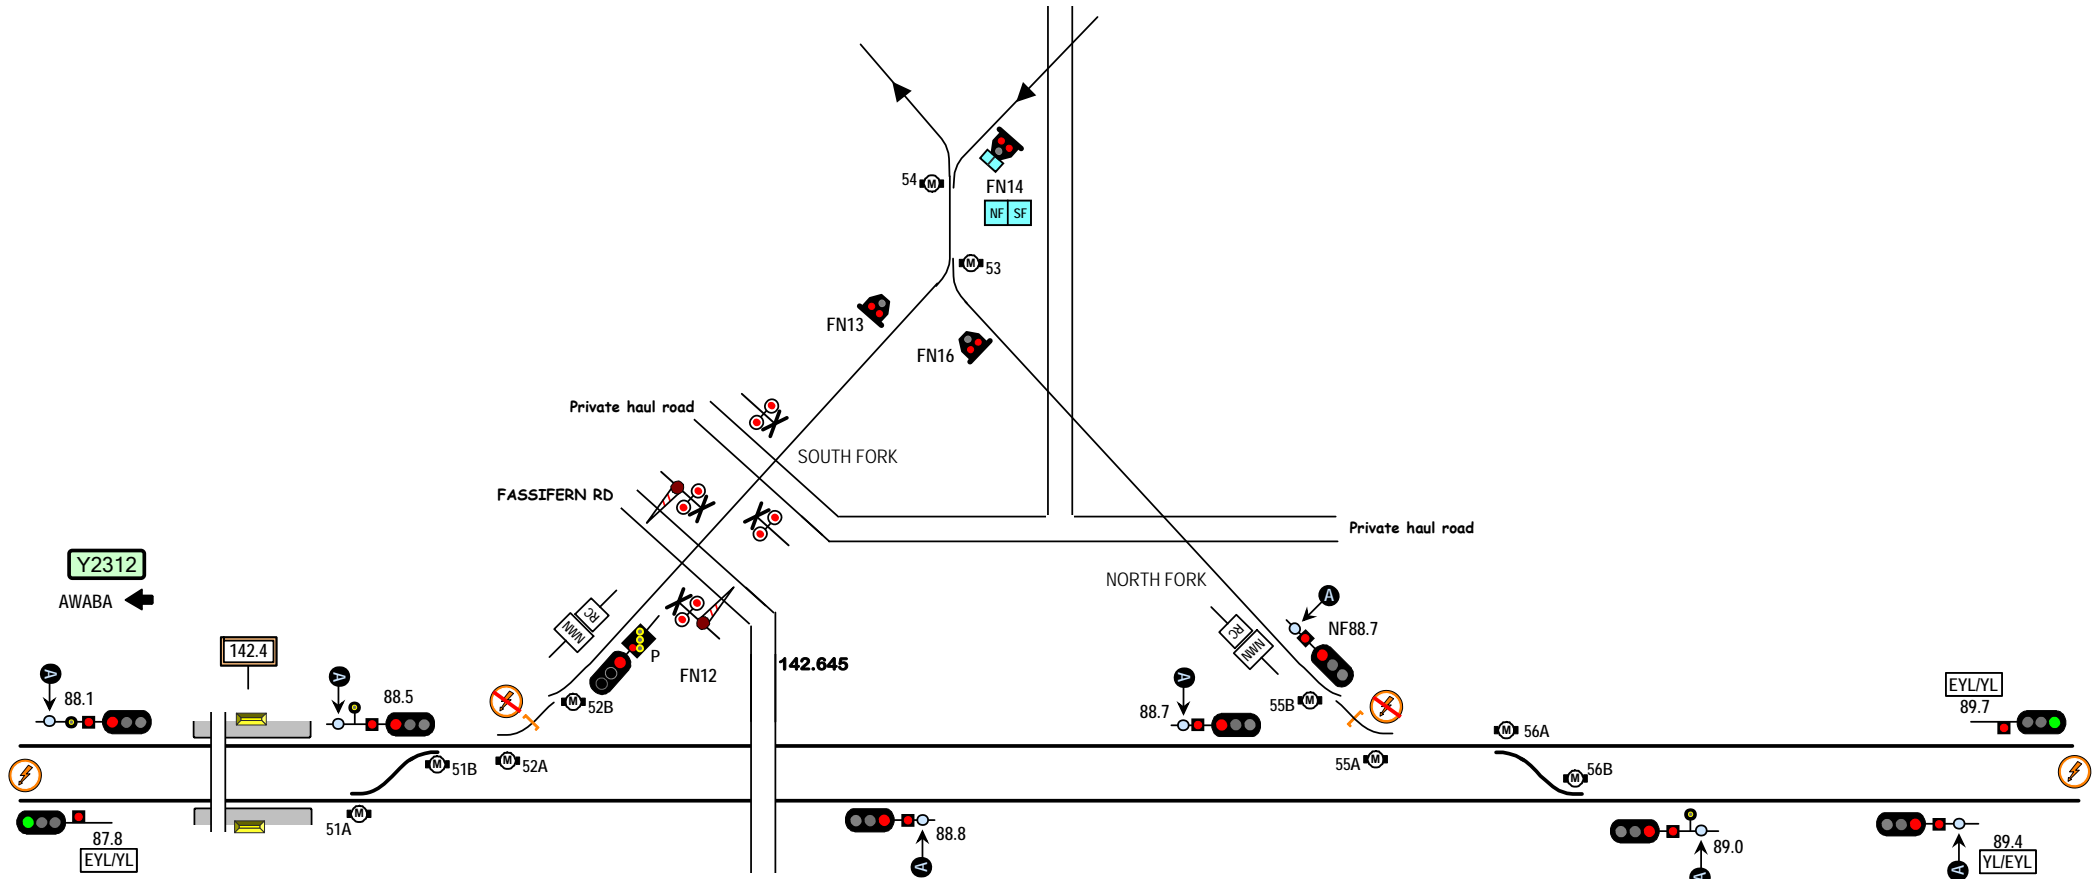 54
M
FN14
NF SF
M
53
FN13
FN16
Private haul road
SOUTH FORK
FASSIFERN RD
Private haul road
Y2312
AWABA
NORTH FORK
RC
NWN
RC
NWN
A
NF88.7
P
142.4
142.645
FN12
A
88.1
A
88.5
M
52B
A
88.7
55B
M
EYL/YL
89.7
M
51B
M
52A
55A
M
M
56A
M
56B
51A
M
87.8
EYL/YL
88.8
A
89.0
A
89.4
YL/EYL
A